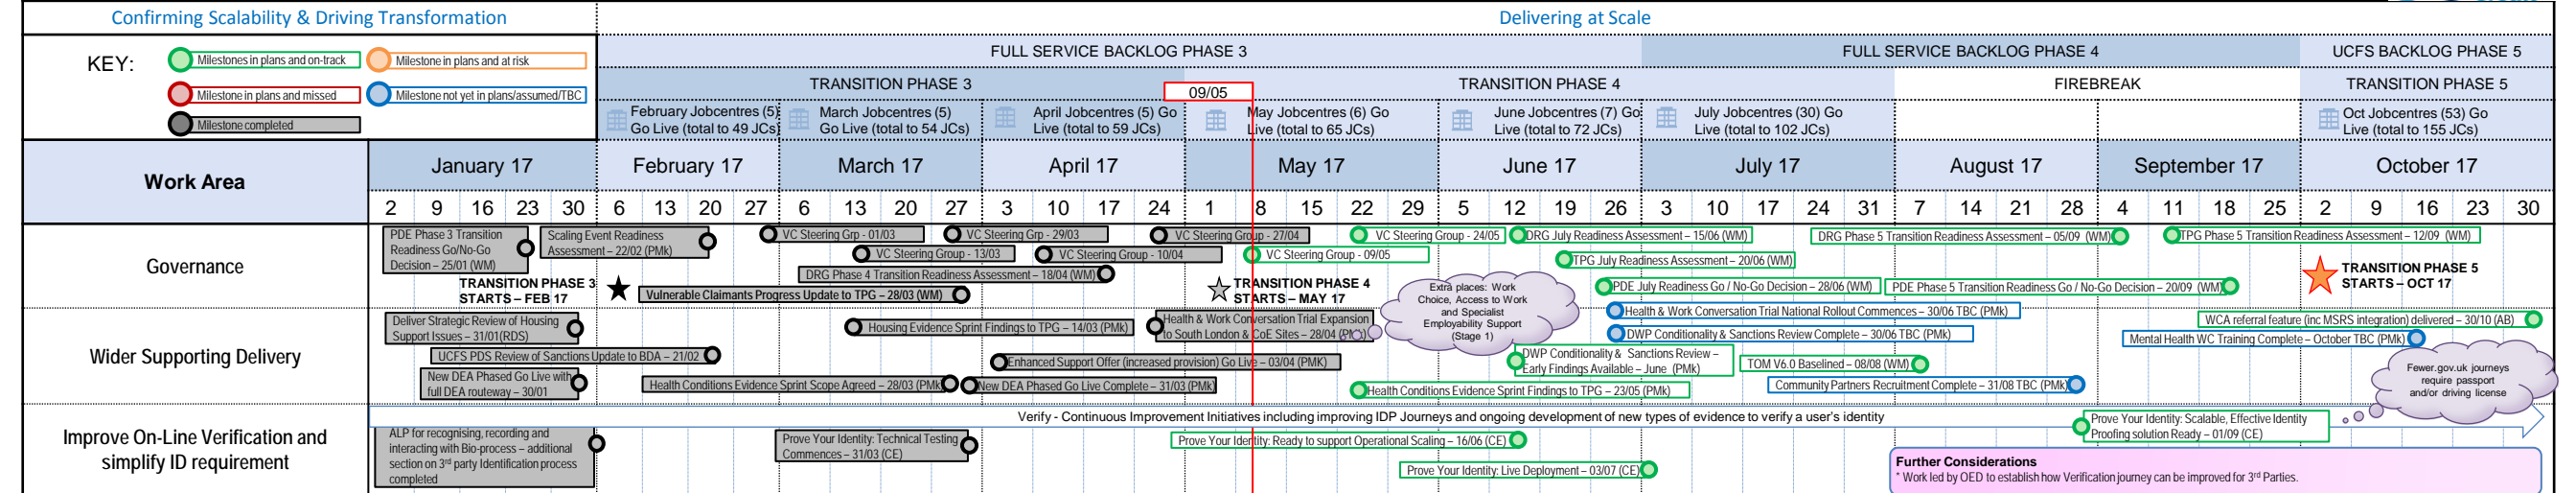 Confirming Scalability & Driving Transformation
Delivering at Scale
KEY:
Milestones in plans and on-track
Milestone in plans and at risk
Milestone in plans and missed
Milestone not yet in plans/assumed/TBC
Milestone completed
FULL SERVICE BACKLOG PHASE 3
FULL SERVICE BACKLOG PHASE 4
UCFS BACKLOG PHASE 5
TRANSITION PHASE 3
TRANSITION PHASE 4
FIREBREAK
TRANSITION PHASE 5
09/05
February Jobcentres (5)
Go Live (total to 49 JCs)
March Jobcentres (5)
Go Live (total to 54 JCs)
April Jobcentres (5) Go
Live (total to 59 JCs)
May Jobcentres (6) Go
Live (total to 65 JCs)
June Jobcentres (7) Go
Live (total to 72 JCs)
July Jobcentres (30) Go
Live (total to 102 JCs)
Oct Jobcentres (53) Go
Live (total to 155 JCs)
Work Area
January 17
February 17
March 17
April 17
May 17
June 17
July 17
August 17
September 17
October 17
2 9 16 23 30 6 13 20 27 6 13 20 27 3 10 17 24 1 8 15 22 29 5 12 19 26 3 10 17 24 31 7 14 21 28 4 11 18 25 2 9 16 23 30
Governance
PDE Phase 3 Transition
Readiness Go/No-Go
Decision – 25/01 (WM)
Scaling Event Readiness
Assessment – 22/02 (PMk)
VC Steering Grp - 01/03
VC Steering Grp - 29/03
VC Steering Group - 27/04
VC Steering Group - 24/05
DRG July Readiness Assessment – 15/06 (WM)
DRG Phase 5 Transition Readiness Assessment – 05/09 (WM)
TPG Phase 5 Transition Readiness Assessment – 12/09 (WM)
VC Steering Group - 13/03
VC Steering Group - 10/04
VC Steering Group - 09/05
TPG July Readiness Assessment – 20/06 (WM)
DRG Phase 4 Transition Readiness Assessment – 18/04 (WM)
TRANSITION PHASE 3
STARTS – FEB 17
Vulnerable Claimants Progress Update to TPG – 28/03 (WM)
TRANSITION PHASE 4
STARTS – MAY 17
Extra places: Work
Choice, Access to Work
and Specialist
Employability Support
(Stage 1)
PDE July Readiness Go / No-Go Decision – 28/06 (WM)
PDE Phase 5 Transition Readiness Go / No-Go Decision – 20/09 (WM)
TRANSITION PHASE 5
STARTS – OCT 17
Wider Supporting Delivery
Deliver Strategic Review of Housing
Support Issues – 31/01(RDS)
Housing Evidence Sprint Findings to TPG – 14/03 (PMk)
Health & Work Conversation Trial Expansion
to South London & CoE Sites – 28/04 (PMk)
Health & Work Conversation Trial National Rollout Commences – 30/06 TBC (PMk)
WCA referral feature (inc MSRS integration) delivered – 30/10 (AB)
DWP Conditionality & Sanctions Review Complete – 30/06 TBC (PMk)
Mental Health WC Training Complete – October TBC (PMk)
UCFS PDS Review of Sanctions Update to BDA – 21/02
Enhanced Support Offer (increased provision) Go Live – 03/04 (PMK)
DWP Conditionality & Sanctions Review –
Early Findings Available – June (PMk)
TOM V6.0 Baselined – 08/08 (WM)
New DEA Phased Go Live with
full DEA routeway – 30/01
Health Conditions Evidence Sprint Scope Agreed – 28/03 (PMk)
New DEA Phased Go Live Complete – 31/03 (PMk)
Health Conditions Evidence Sprint Findings to TPG – 23/05 (PMk)
Community Partners Recruitment Complete – 31/08 TBC (PMk)
Fewer.gov.uk journeys
require passport
and/or driving license
Improve On-Line Verification and
simplify ID requirement
Verify - Continuous Improvement Initiatives including improving IDP Journeys and ongoing development of new types of evidence to verify a user's identity
ALP for recognising, recording and
interacting with Bio-process – additional
section on 3rd party Identification process
completed
Prove Your Identity: Technical Testing
Commences – 31/03 (CE)
Prove Your Identity: Ready to support Operational Scaling – 16/06 (CE)
Prove Your Identity: Scalable, Effective Identity
Proofing solution Ready – 01/09 (CE)
Prove Your Identity: Live Deployment – 03/07 (CE)
Further Considerations
* Work led by OED to establish how Verification journey can be improved for 3rd Parties.